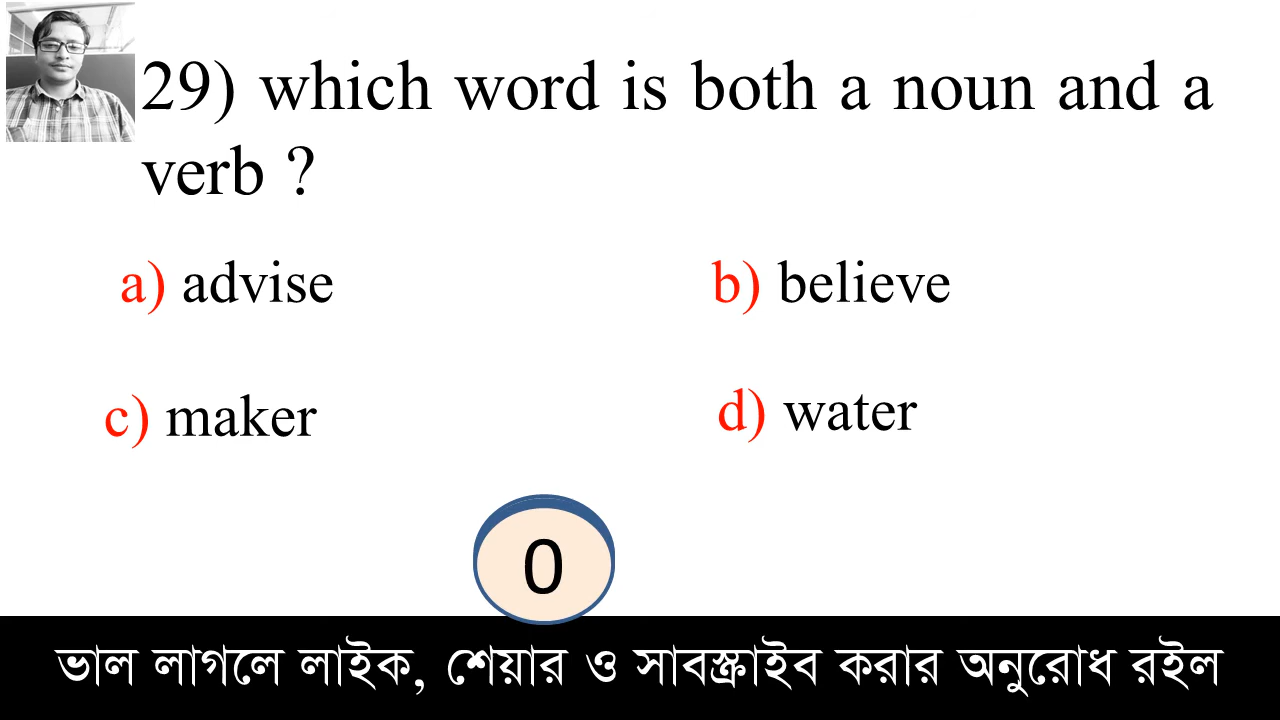 29) which word is both a noun and a
verb ?
a) advise
b) believe
c) maker
d) water
0
ভাল লাগলে লাইক, শেয়ার ও সাবস্ক্রাইব করার অনুরোধ রইল